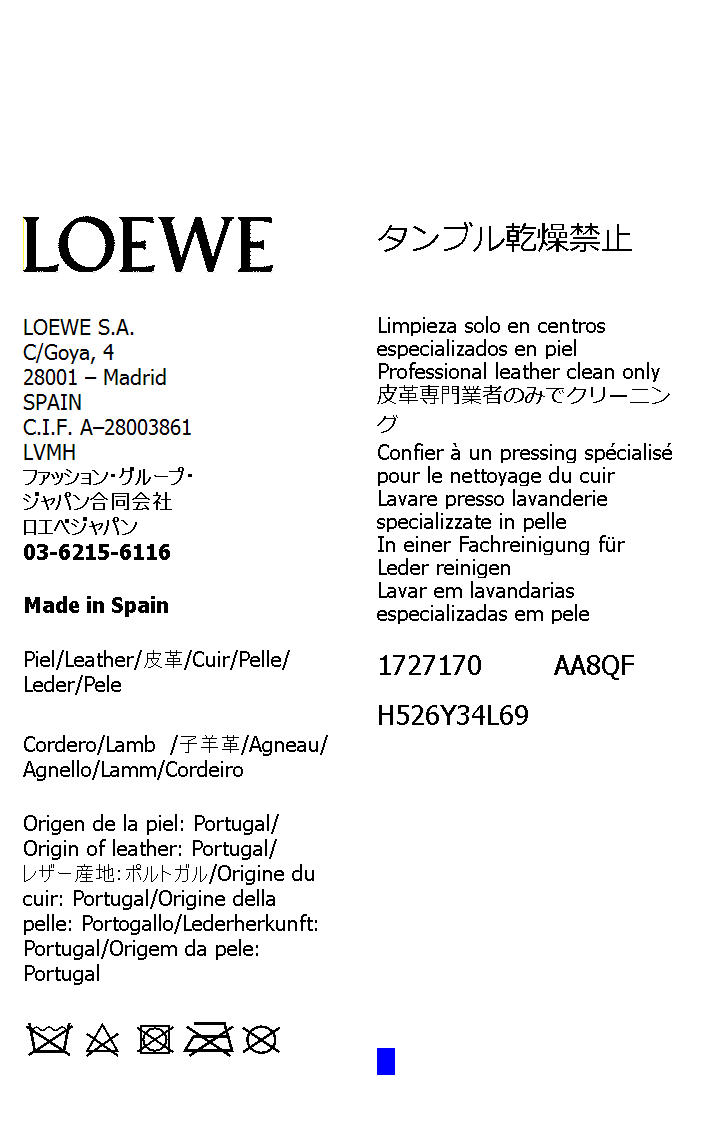 LOEWE
LOEWE S.A.
C/Goya, 4
28001 – Madrid
SPAIN
C.I.F. A–28003861
LVMH
ファッション・グループ・
ジャパン合同会社
ロエベジャパン
03-6215-6116
Made in Spain
Piel/Leather/皮革/Cuir/Pelle/
Leder/Pele
Cordero/Lamb /子羊革/Agneau/
Agnello/Lamm/Cordeiro
Origen de la piel: Portugal/
Origin of leather: Portugal/
レザー産地:ポルトガル/Origine du
cuir: Portugal/Origine della
pelle: Portogallo/Lederherkunft:
Portugal/Origem da pele:
Portugal
タンブル乾燥禁止
Limpieza solo en centros
especializados en piel
Professional leather clean only
皮革専門業者のみでクリーニン
グ
Confier à un pressing spécialisé
pour le nettoyage du cuir
Lavare presso lavanderie
specializzate in pelle
In einer Fachreinigung für
Leder reinigen
Lavar em lavandarias
especializadas em pele
1727170 AA8QF
H526Y34L69